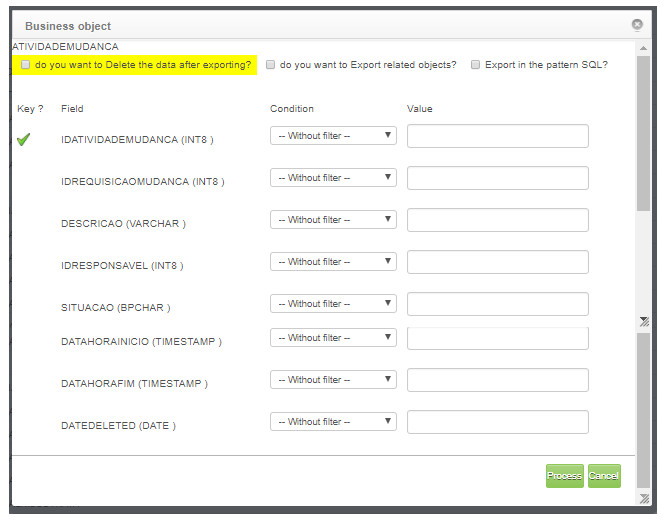 Business object
ATIVIDADEMUDANCA
do you want to Delete the data after exporting? do you want to Export related objects? Export in the pattern SQL?
Key ? Field Condition Value
IDATIVIDADEMUDANCA (INT8 ) -- Without filter --
IDREQUISICAOMUDANCA (INT8 ) -- Without filter --
DESCRICAO (VARCHAR ) -- Without filter --
IDRESPONSAVEL (INT8 ) -- Without filter --
SITUACAO (BPCHAR ) -- Without filter --
DATAHORAINICIO (TIMESTAMP ) -- Without filter --
DATAHORAFIM (TIMESTAMP ) -- Without filter --
DATEDELETED (DATE ) -- Without filter --
Process Cancel